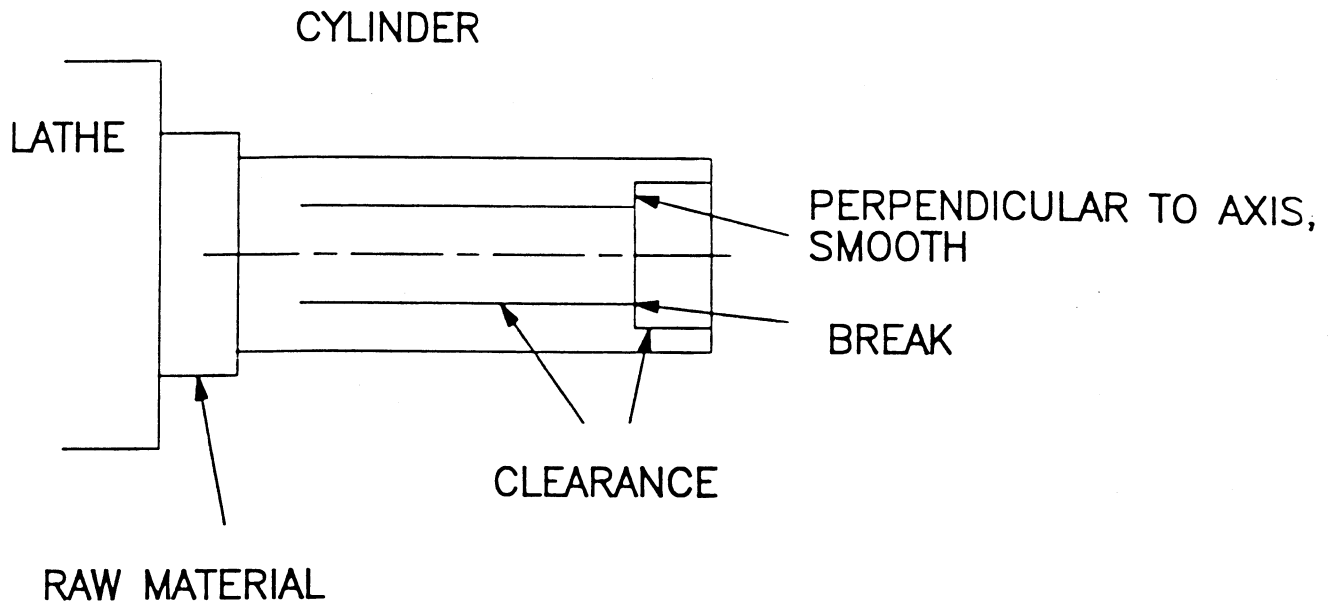 CYLINDER
LATHE
PERPENDICULAR TO AXIS,
SMOOTH
BREAK
CLEARANCE
RAW MATERIAL